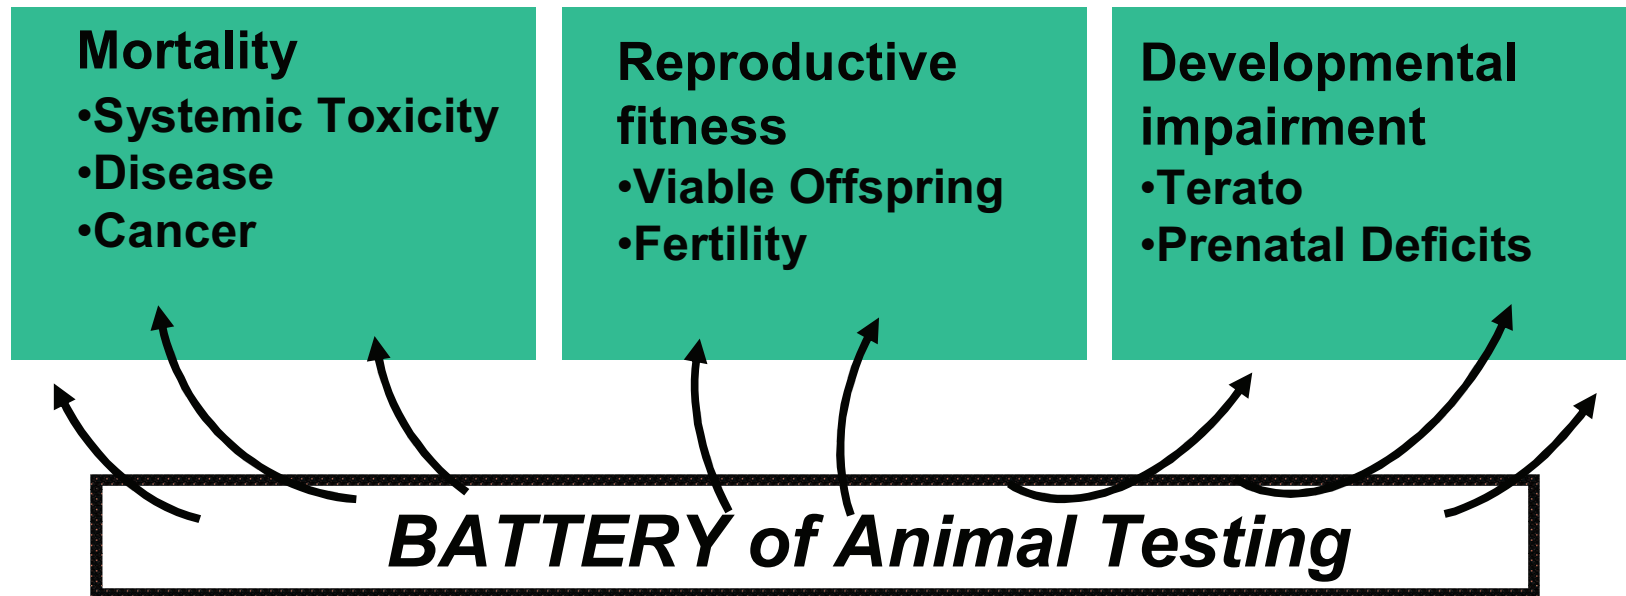 Mortality
•Systemic Toxicity
•Disease
•Cancer
Reproductive
fitness
•Viable Offspring
•Fertility
Developmental
impairment
•Terato
•Prenatal Deficits
BATTERY of Animal Testing